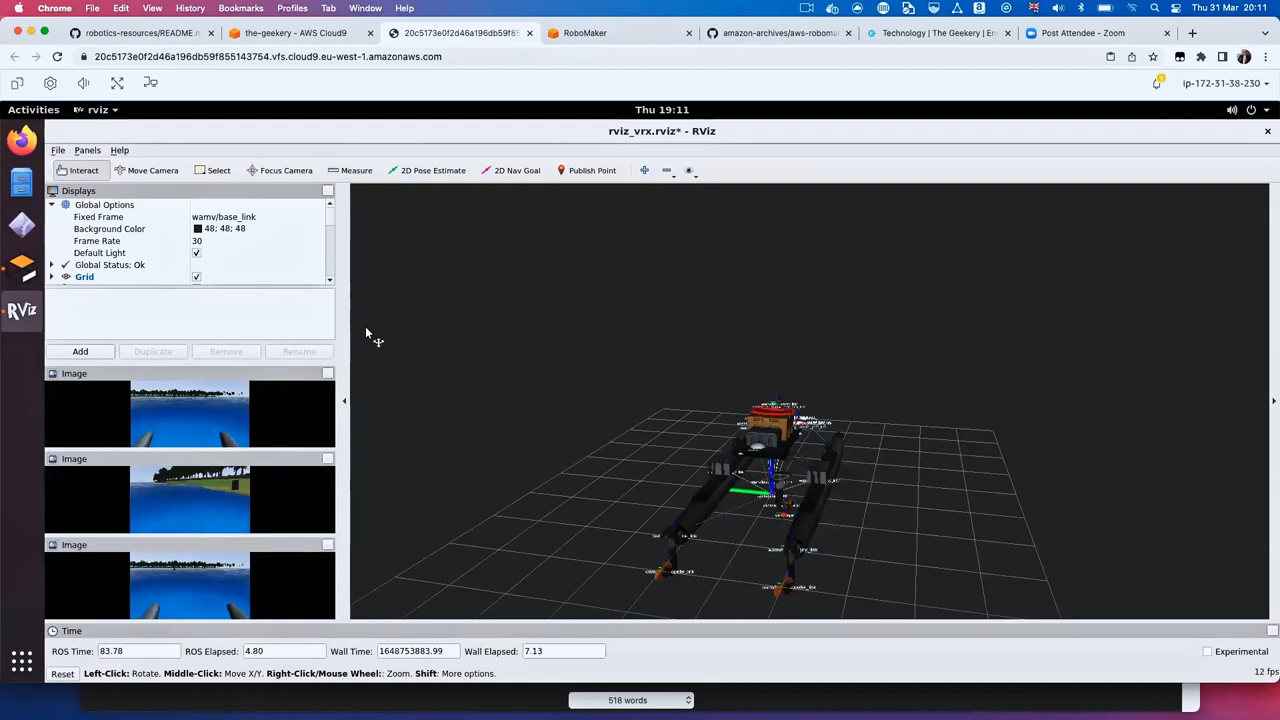 Chrome File Edit View History Bookmarks Profiles Tab Window Help Thu 31 Mar 20:11
robotics-resources/README.m the-geekery - AWS Cloud9 20c5173e0f2d46a196db59f85 RoboMaker amazon-archives/aws-roboma Technology | The Geekery | En Post Attendee - Zoom
20c5173e0f2d46a196db59f855143754.vfs.cloud9.eu-west-1.amazonaws.com
1 ip-172-31-38-230
Activities rviz Thu 19:11
rviz_vrx.rviz* - RViz
File Panels Help
Interact Move Camera Select Focus Camera Measure 2D Pose Estimate 2D Nav Goal Publish Point
Displays
Global Options
Fixed Frame wamv/base_link
Background Color 48; 48; 48
Frame Rate 30
Default Light
Global Status: Ok
Grid
Add Duplicate Remove Rename
Image
Image
Image
Time
ROS Time: 83.78 ROS Elapsed: 4.80 Wall Time: 1648753883.99 Wall Elapsed: 7.13 Experimental
Reset Left-Click: Rotate. Middle-Click: Move X/Y. Right-Click/Mouse Wheel:: Zoom. Shift: More options. 12 fps
518 words
RViz